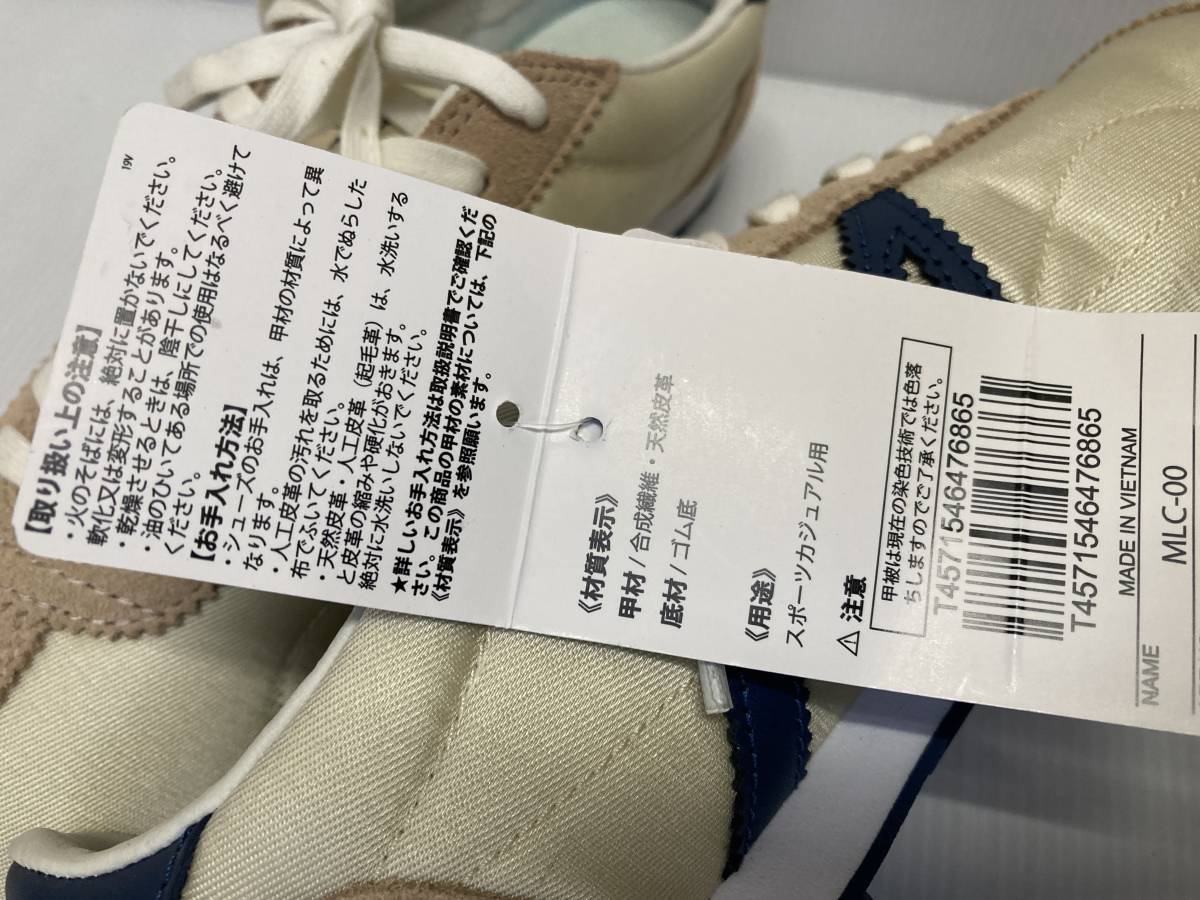 19V
【取り扱い上の注意】
・火のそばには、絶対に置かないでください。
軟化又は変形することがあります。
・乾燥させるときは、陰干しにしてください。
・油のひいてある場所での使用はなるべく避けて
ください。
【お手入れ方法】
・シューズのお手入れは、甲材の材質によって異
なります。
・人工皮革の汚れを取るためには、水でぬらした
布でふいてください。
・天然皮革・人工皮革（起毛革）は、水洗いする
と皮革の縮みや硬化がおきます。
絶対に水洗いしないでください。
★詳しいお手入れ方法は取扱説明書でご確認くだ
さい。この商品の甲材の素材については、下記の
《材質表示》を参照願います。
《材質表示》
甲材 / 合成繊維・天然皮革
底材 / ゴム底
《用途》
スポーツカジュアル用
⚠ 注意
甲被は現在の染色技術では色落
ちしますのでご了承ください。
T4571546476865
T4571546476865
MADE IN VIETNAM
NAME
MLC-00